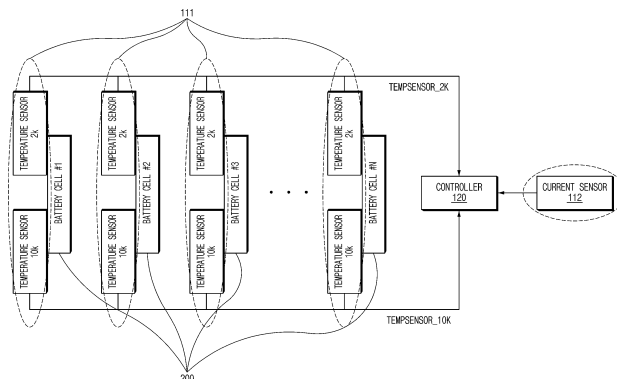 111
TEMPSENSOR_2K
TEMPERATURE SENSOR
2k
BATTERY CELL #1
TEMPERATURE SENSOR
10k
TEMPERATURE SENSOR
2k
BATTERY CELL #2
TEMPERATURE SENSOR
10k
TEMPERATURE SENSOR
2k
BATTERY CELL #3
TEMPERATURE SENSOR
10k
TEMPERATURE SENSOR
2k
BATTERY CELL #N
TEMPERATURE SENSOR
10k
CONTROLLER
120
CURRENT SENSOR
112
TEMPSENSOR_10K
200